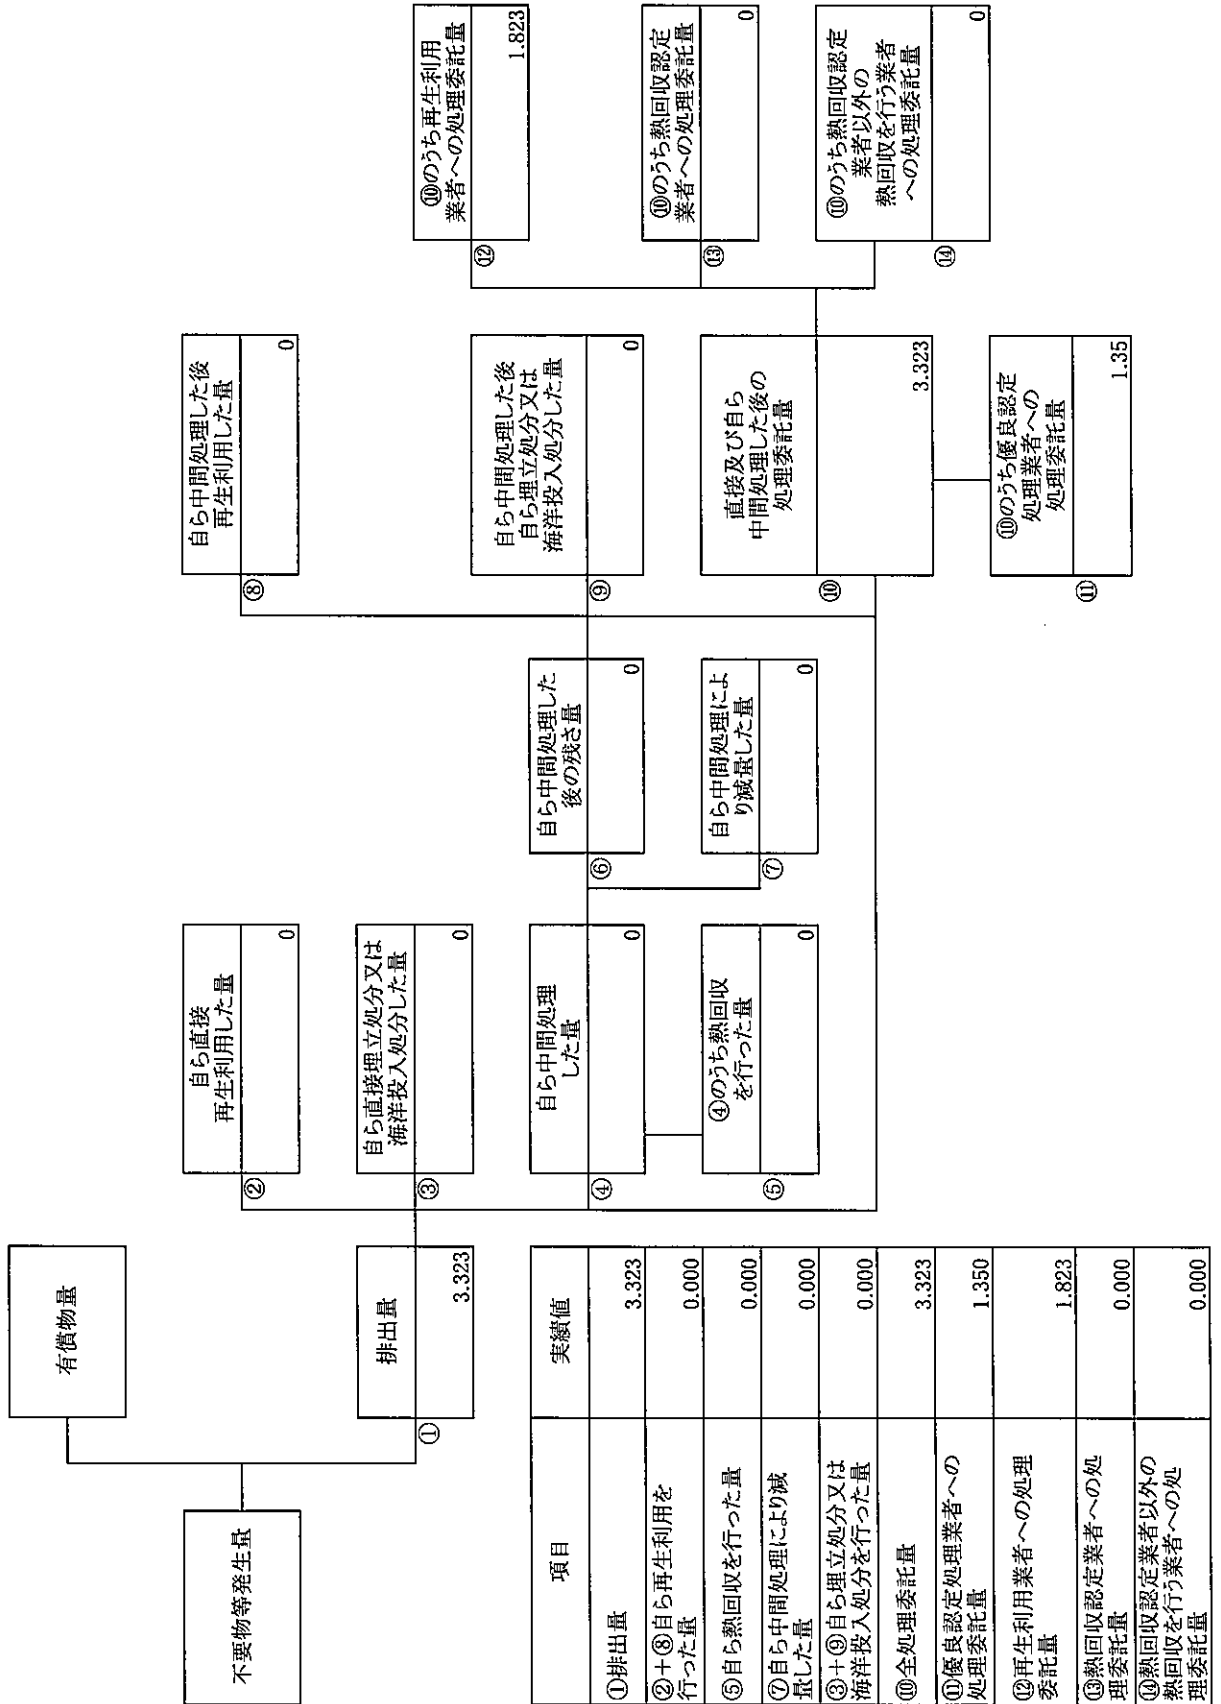 不要物等発生量
有償物量
①
排出量
3.323
②
自ら直接
再生利用した量
0
③
自ら直接埋立処分又は
海洋投入処分した量
0
④
自ら中間処理
した量
0
⑤
④のうち熱回収
を行った量
0
⑥
自ら中間処理した
後の残さ量
0
⑦
自ら中間処理によ
り減量した量
0
⑧
自ら中間処理した後
再生利用した量
0
⑨
自ら中間処理した後
自ら埋立処分又は
海洋投入処分した量
0
⑩
直接及び自ら
中間処理した後の
処理委託量
3.323
⑪
⑩のうち優良認定
処理業者への
処理委託量
1.35
⑫
⑩のうち再生利用
業者への処理委託量
1.823
⑬
⑩のうち熱回収認定
業者への処理委託量
0
⑭
⑩のうち熱回収認定
業者以外の
熱回収を行う業者
への処理委託量
0
項目 実績値
①排出量 3.323
②+⑧自ら再生利用を
行った量 0.000
⑤自ら熱回収を行った量 0.000
⑦自ら中間処理により減
量した量 0.000
③+⑨自ら埋立処分又は
海洋投入処分を行った量 0.000
⑩全処理委託量 3.323
⑪優良認定処理業者への
処理委託量 1.350
⑫再生利用業者への処理
委託量 1.823
⑬熱回収認定業者への処
理委託量 0.000
⑭熱回収認定業者以外の
熱回収を行う業者への処
理委託量 0.000